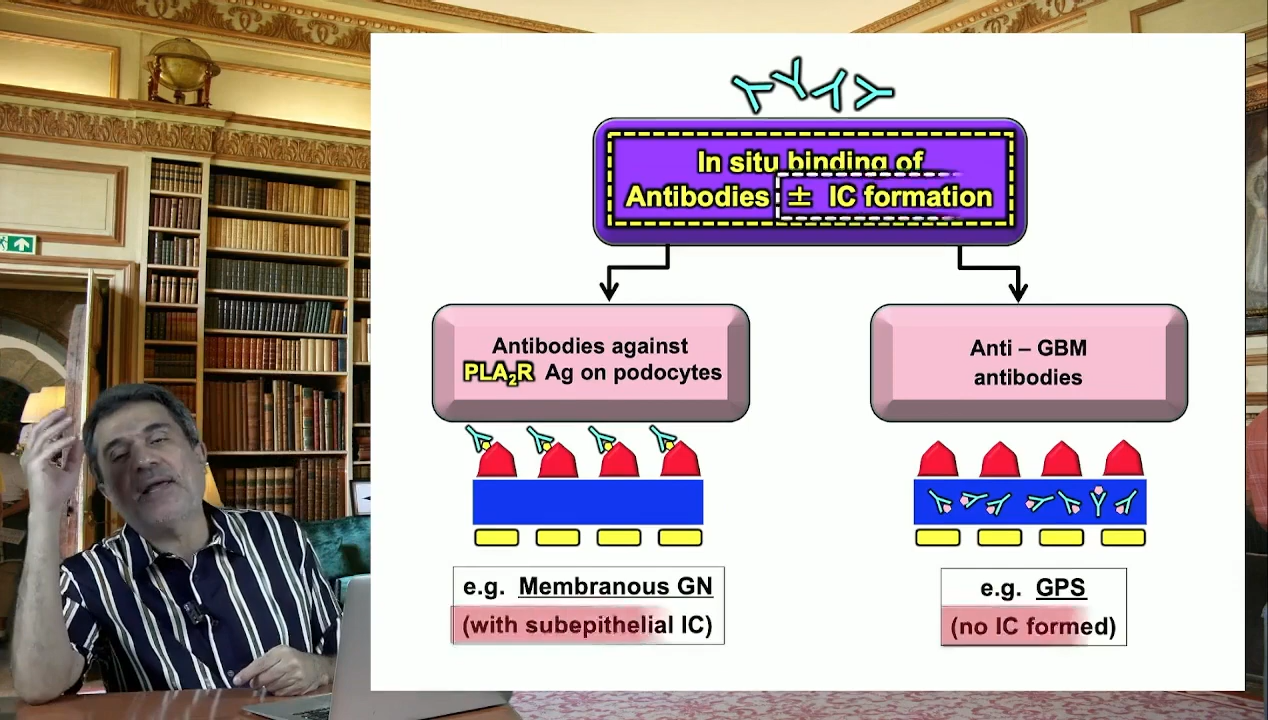 In situ binding of
Antibodies ± IC formation
Antibodies against
PLA₂R Ag on podocytes
Anti – GBM
antibodies
e.g. Membranous GN
(with subepithelial IC)
e.g. GPS
(no IC formed)